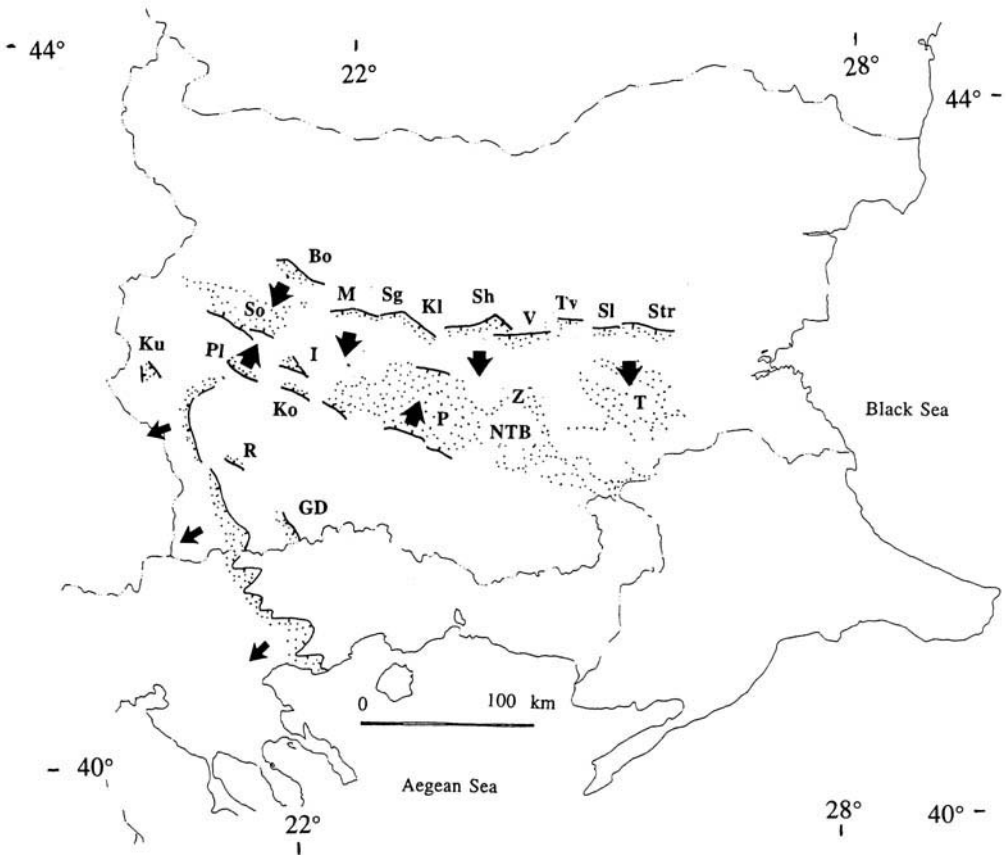 44°
22°
28°
44°
Bo
M
Sg
Kl
Sh
V
Tv
Sl
Str
So
Ku
Pl
I
Ko
Z
T
P
NTB
Black Sea
R
GD
0 100 km
40°
Aegean Sea
22°
28°
40°